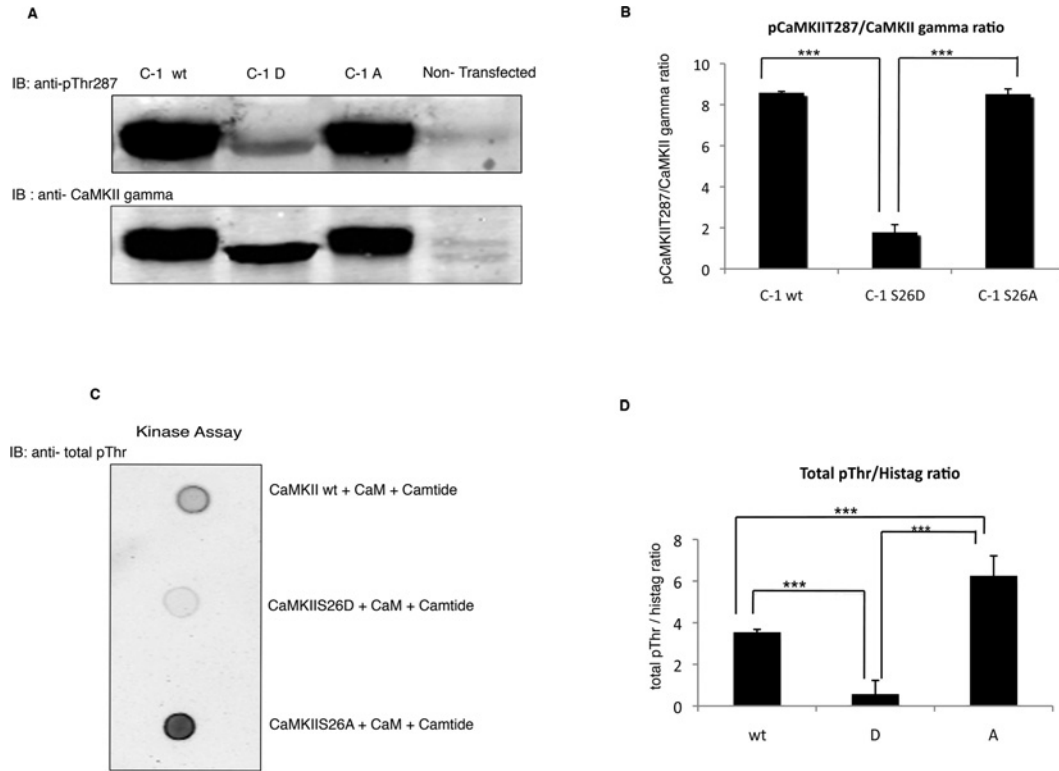 A
IB: anti-pThr287
C-1 wt
C-1 D
C-1 A
Non- Transfected
IB : anti- CaMKII gamma
B
pCaMKIIT287/CaMKII gamma ratio
***
***
pCaMKIIT287/CaMKII gamma ratio
10
8
6
4
2
0
C-1 wt
C-1 S26D
C-1 S26A
C
Kinase Assay
IB: anti- total pThr
CaMKII wt + CaM + Camtide
CaMKIIS26D + CaM + Camtide
CaMKIIS26A + CaM + Camtide
D
Total pThr/Histag ratio
***
***
***
total pThr / histag ratio
8
6
4
2
0
wt
D
A